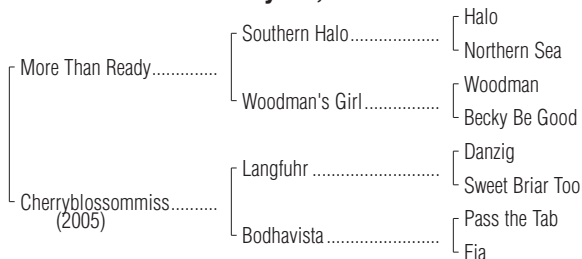 Halo
Southern Halo
Northern Sea
More Than Ready
Woodman
Woodman's Girl
Becky Be Good
Danzig
Langfuhr
Sweet Briar Too
Cherryblossommiss
(2005)
Pass the Tab
Bodhavista
Fia